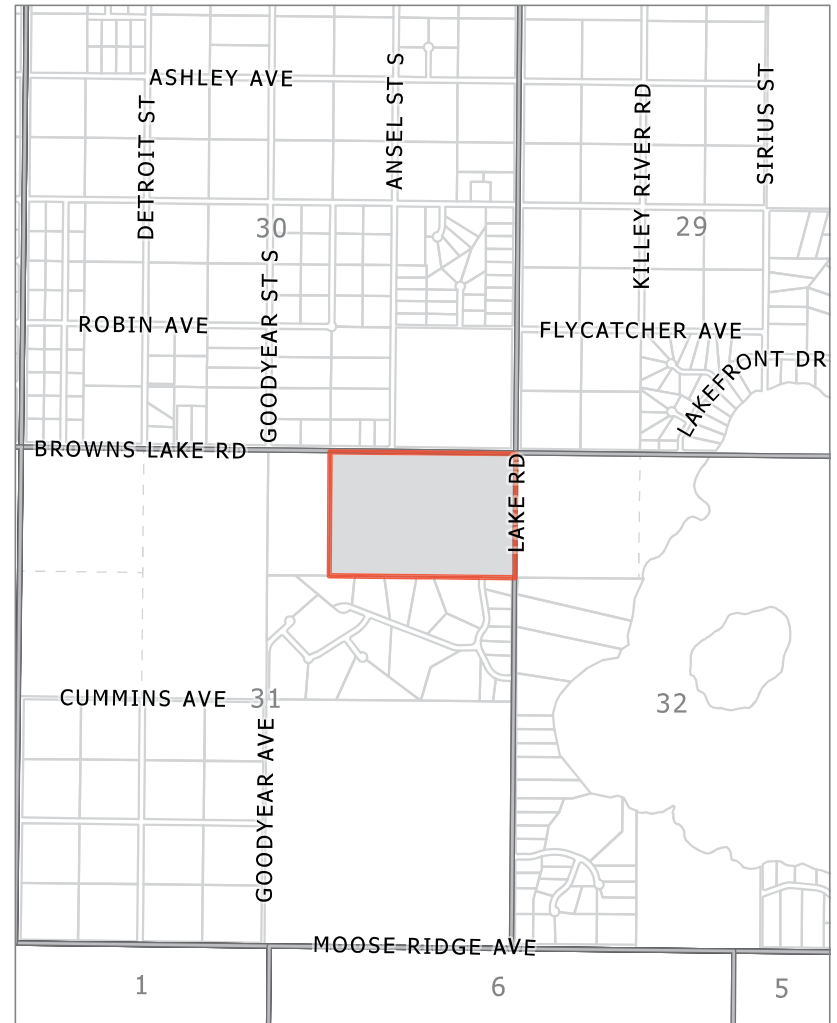 ASHLEY AVE
DETROIT ST
ANSEL ST S
KILLEY RIVER RD
SIRIUS ST
30
29
GOODYEAR ST S
ROBIN AVE
FLYCATCHER AVE
LAKEFRONT DR
BROWNS LAKE RD
LAKE RD
CUMMINS AVE
31
32
GOODYEAR AVE
MOOSE RIDGE AVE
1
6
5